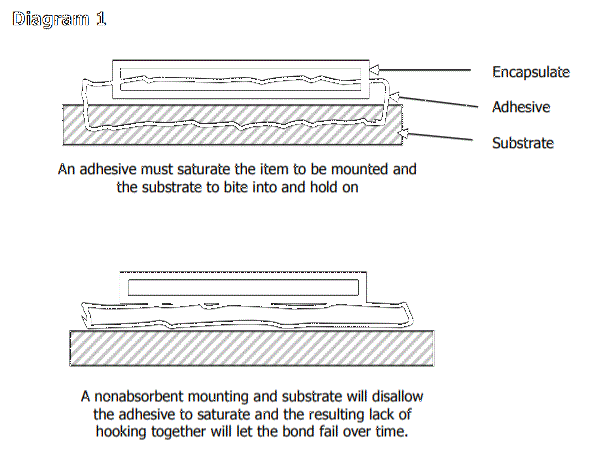 Diagram 1
Encapsulate
Adhesive
Substrate
An adhesive must saturate the item to be mounted and
the substrate to bite into and hold on
A nonabsorbent mounting and substrate will disallow
the adhesive to saturate and the resulting lack of
hooking together will let the bond fail over time.